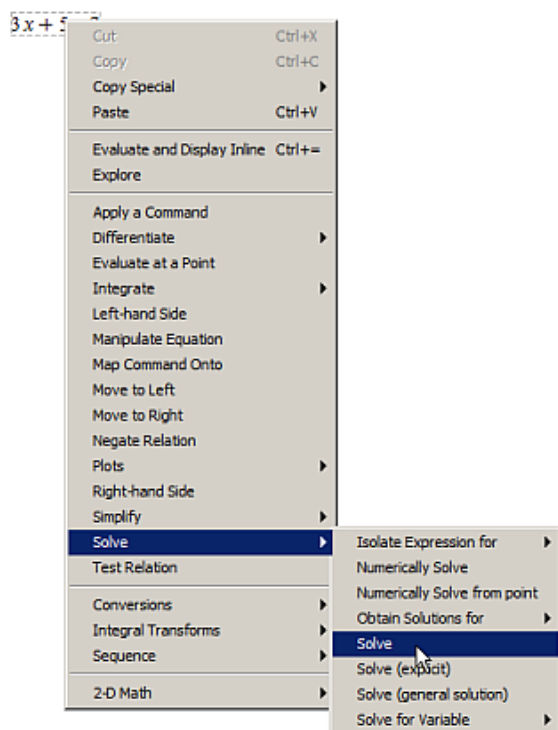 3 x + 5
Cut Ctrl+X
Copy Ctrl+C
Copy Special
Paste Ctrl+V
Evaluate and Display Inline Ctrl+=
Explore
Apply a Command
Differentiate
Evaluate at a Point
Integrate
Left-hand Side
Manipulate Equation
Map Command Onto
Move to Left
Move to Right
Negate Relation
Plots
Right-hand Side
Simplify
Solve
Test Relation
Conversions
Integral Transforms
Sequence
2-D Math
Isolate Expression for
Numerically Solve
Numerically Solve from point
Obtain Solutions for
Solve
Solve (explicit)
Solve (general solution)
Solve for Variable